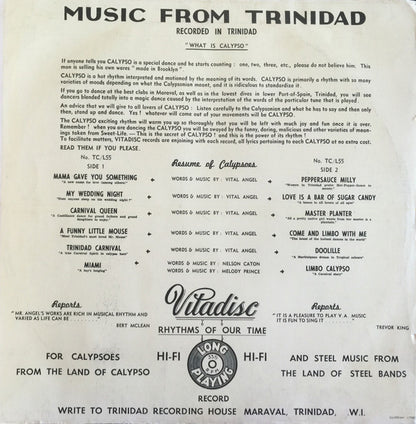 MUSIC FROM TRINIDAD
RECORDED IN TRINIDAD
"WHAT IS CALYPSO"
If anyone tells you CALYPSO is a special dance and he starts counting : one, two, three, etc., please do not believe him. This
man is selling his own wares " made in Brooklyn"
CALYPSO is a hot rhythm interpreted and motioned by the meaning of its words. CALYPSO is primarily a rhythm with so many
varieties of moods depending on what the Calypsonian meant, and it is ridiculous to standardise it.
If you go to dance at the best clubs in Maraval, as well as in the lowest dives in lower Port-of-Spain, Trinidad, you will see
dancers blended totally into a magic dance caused by the interpretation of the words of the particular tune that is played.
An advice that we will give to all lovers of CALYPSO : Listen carefully to the Calypsonian and what he has to say and then only
then, stand up and dance. Yes ! whatever will come out of your movements will be CALYPSO.
The CALYPSO exciting rhythm will warm you up so thoroughly that you will be left with much joy and fun once it is over.
Remember ! when you are dancing the CALYPSO you will be swayed by the funny, daring, malicious and other varieties of mean-
ings taken from Sweet-Life. — This is the secret of CALYPSO ! and this is the power of its rhythm !
To entertain further, VITADISC records are enjoying with each record, all lyrics pertaining to each CALYPSO at no extra cost.
READ THEM IF YOU PLEASE.
No. TC/LS5
SIDE 1
Resume of Calypsoes
No. TC/LS5
SIDE 2
MAMA GAVE YOU SOMETHING
WORDS & MUSIC BY : VITAL ANGEL
PEPPERSAUCE MILLY
MY WEDDING NIGHT
WORDS & MUSIC BY : VITAL ANGEL
LOVE IS A BAR OF SUGAR CANDY
CARNIVAL QUEEN
WORDS & MUSIC BY : VITAL ANGEL
MASTER PLANTER
A FUNNY LITTLE MOUSE
WORDS & MUSIC BY : VITAL ANGEL
COME AND LIMBO WITH ME
TRINIDAD CARNIVAL
WORDS & MUSIC BY : VITAL ANGEL
DOOLILLE
MIAMI
WORDS & MUSIC BY : NELSON CATON
WORDS & MUSIC BY : MELODY PRINCE
LIMBO CALYPSO
Reports
"MR. ANGEL'S WORKS ARE RICH IN MUSICAL RHYTHM AND
VARIED AS LIFE CAN BE
BERT MCLEAN
Vitadisc
RHYTHMS OF OUR TIME
Reports
"IT IS A PLEASURE TO PLAY V.A. MUSIC
IT IS FUN TO SING IT
TREVOR KING
FOR CALYPSOES
FROM THE LAND OF CALYPSO
HI-FI
LONG
33⅓
PLAYING
HI-FI
RECORD
AND STEEL MUSIC FROM
THE LAND OF STEEL BANDS
WRITE TO TRINIDAD RECORDING HOUSE MARAVAL, TRINIDAD, W.I.